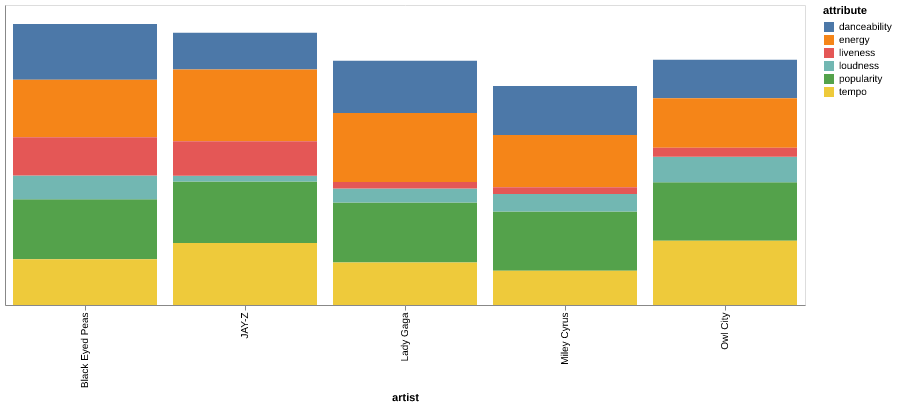 attribute
danceability
energy
liveness
loudness
popularity
tempo
Black Eyed Peas
JAY-Z
Lady Gaga
Miley Cyrus
Owl City
artist